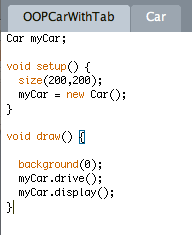 OOPCarWithTab Car
Car myCar;
void setup() {
size(200,200);
myCar = new Car();
}
void draw() {
background(0);
myCar.drive();
myCar.display();
}